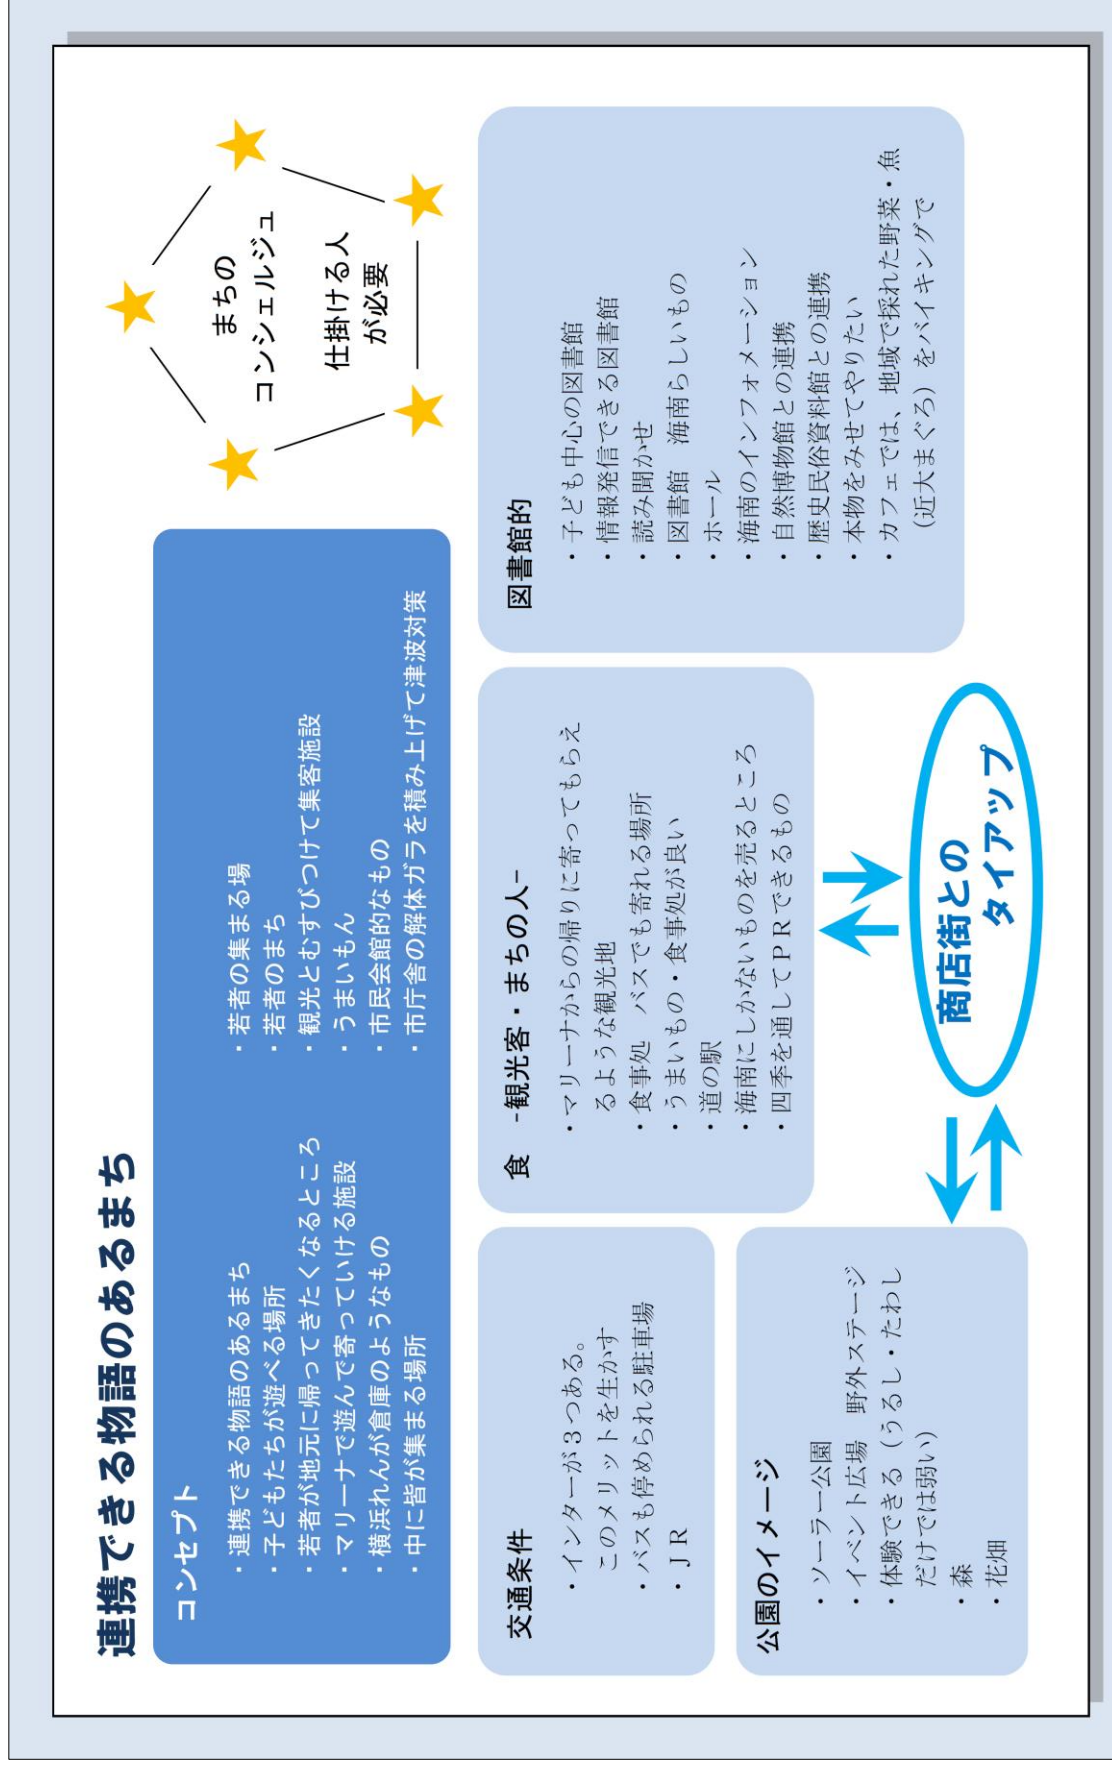 連携できる物語のあるまち
コンセプト
・連携できる物語のあるまち
・子どもたちが遊べる場所
・若者が地元に帰ってきたくなるところ
・マリーナで遊んで寄っていける施設
・横浜れんが倉庫のようなもの
・中に皆が集まる場所
・若者の集まる場
・若者のまち
・観光とむすびつけて集客施設
・うまいもん
・市民会館的なもの
・市庁舎の解体ガラを積み上げて津波対策
まちの
コンシェルジュ
仕掛ける人
が必要
交通条件
・インターが３つある。
このメリットを生かす
・バスも停められる駐車場
・ＪＲ
公園のイメージ
・ソーラー公園
・イベント広場　野外ステージ
・体験できる（うるし・たわし
だけでは弱い）
・森
・花畑
食　-観光客・まちの人-
・マリーナからの帰りに寄ってもらえ
るような観光地
・食事処　バスでも寄れる場所
・うまいもの・食事処が良い
・道の駅
・海南にしかないものを売るところ
・四季を通してＰＲできるもの
図書館的
・子ども中心の図書館
・情報発信できる図書館
・読み聞かせ
・図書館　海南らしいもの
・ホール
・海南のインフォメーション
・自然博物館との連携
・歴史民俗資料館との連携
・本物をみせてやりたい
・カフェでは、地域で採れた野菜・魚
（近大まぐろ）をバイキングで
商店街との
タイアップ